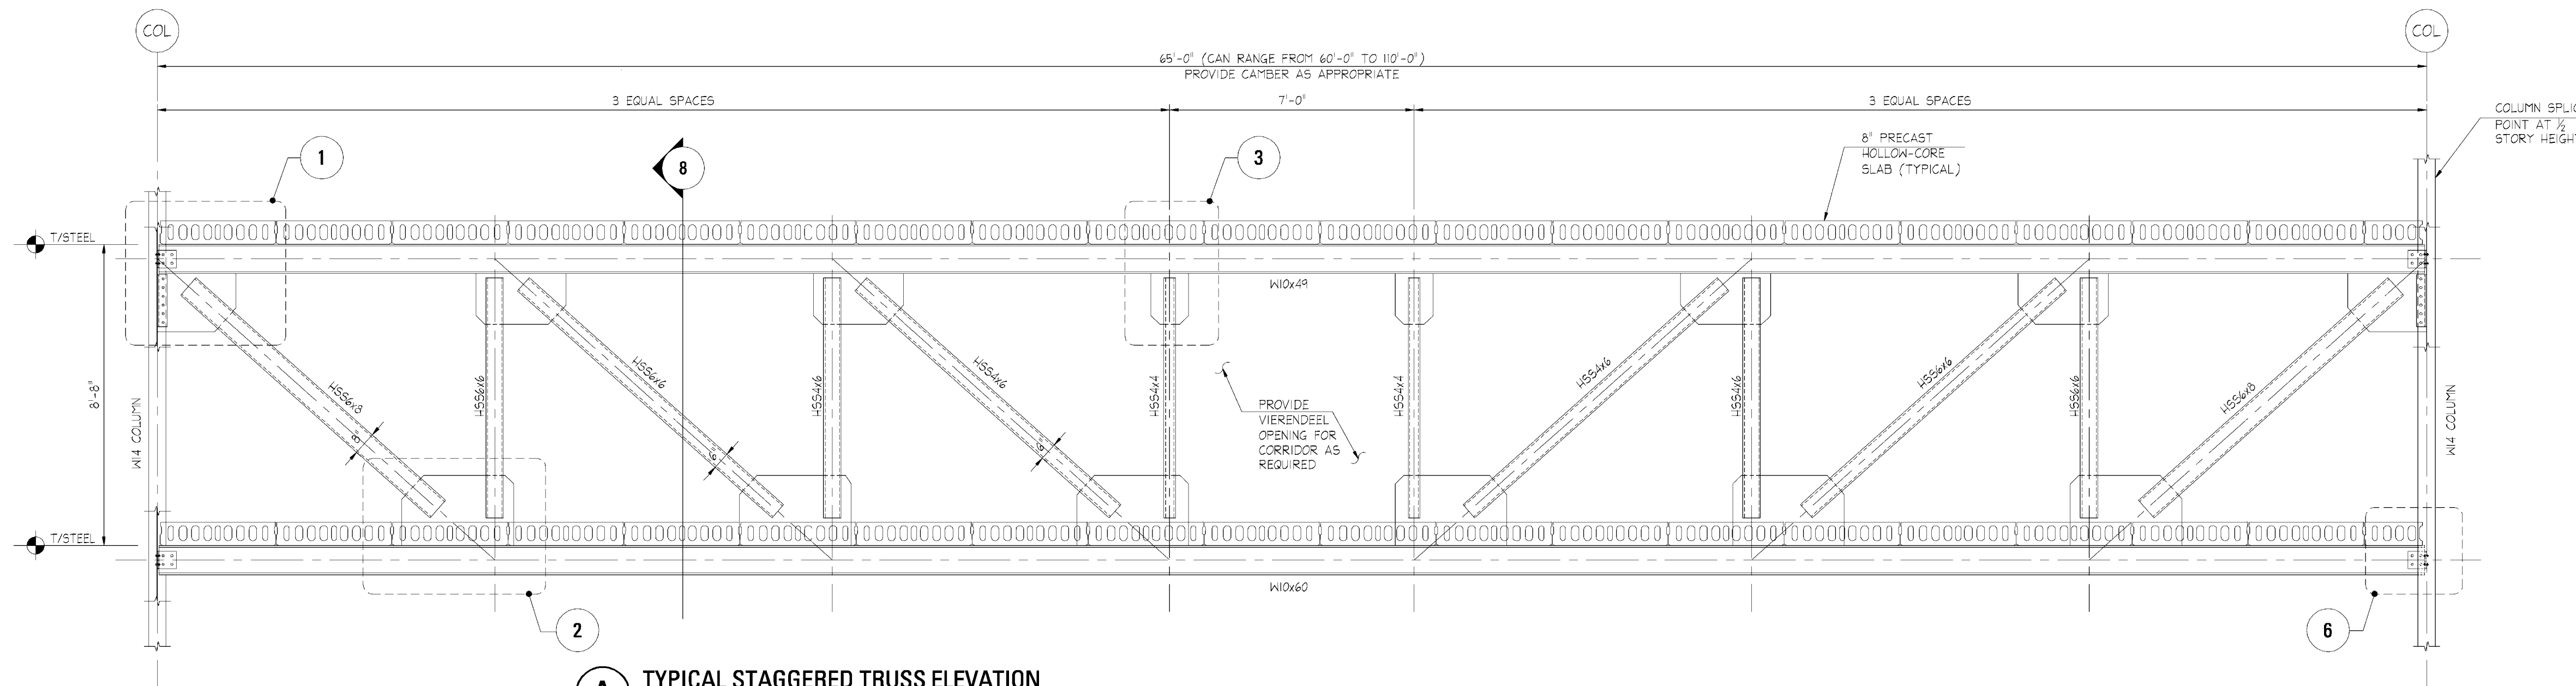 COL
COL
65'-0" (CAN RANGE FROM 60'-0" TO 110'-0")
PROVIDE CAMBER AS APPROPRIATE
3 EQUAL SPACES
7'-0"
3 EQUAL SPACES
COLUMN
POINT AT ½
STORY
1
8
3
8" PRECAST
HOLLOW-CORE
SLAB (TYPICAL)
T/STEEL
W10x49
8'-8"
W14 COLUMN
HSS6x8
8"
HSS6x6
HSS6x6
6"
HSS4x6
HSS4x6
6"
HSS4x4
PROVIDE
VIERENDEEL
OPENING FOR
CORRIDOR AS
REQUIRED
HSS4x4
HSS4x6
HSS4x6
HSS6x6
HSS6x6
HSS6x8
W14 COLUMN
T/STEEL
W10x60
2
6
A
TYPICAL STAGGERED TRUSS ELEVATION